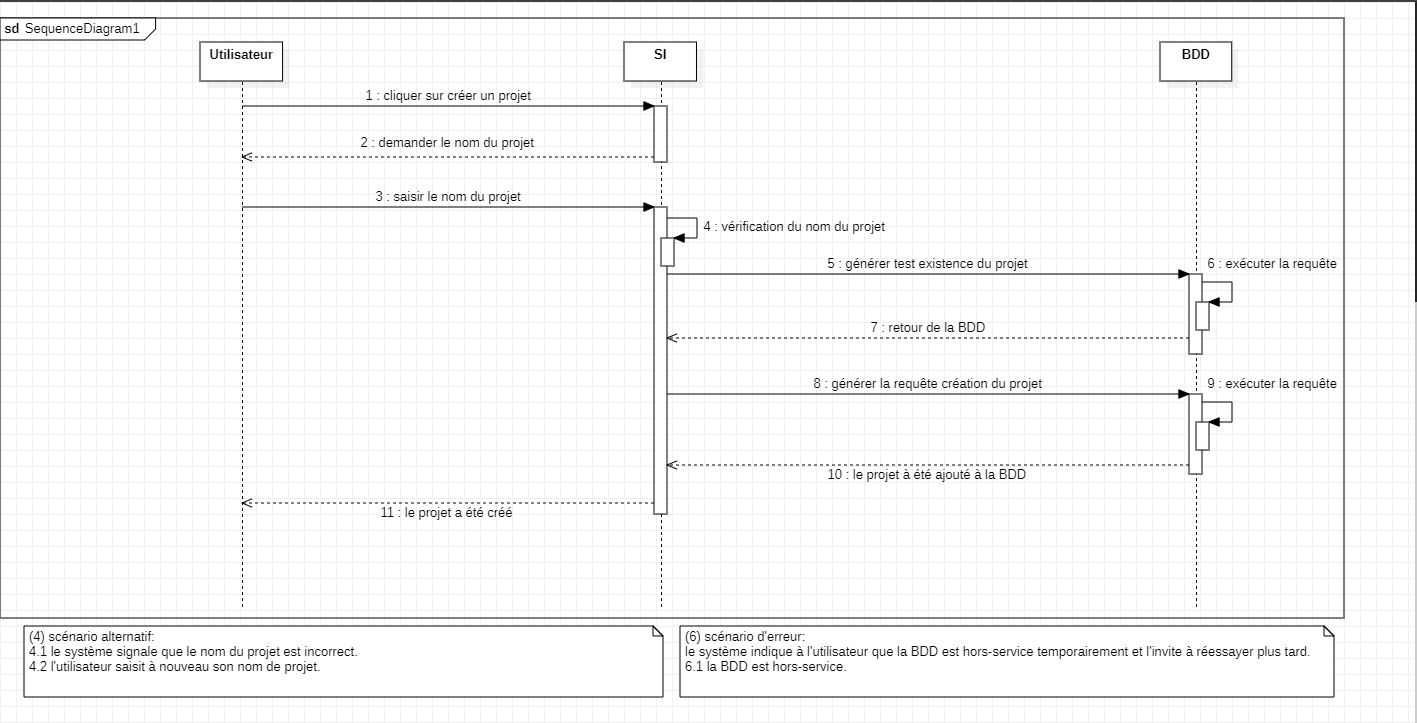 sd SequenceDiagram1
Utilisateur
SI
BDD
1 : cliquer sur créer un projet
2 : demander le nom du projet
3 : saisir le nom du projet
4 : vérification du nom du projet
5 : générer test existence du projet
6 : exécuter la requête
7 : retour de la BDD
8 : générer la requête création du projet
9 : exécuter la requête
10 : le projet à été ajouté à la BDD
11 : le projet a été créé
(4) scénario alternatif:
4.1 le système signale que le nom du projet est incorrect.
4.2 l'utilisateur saisit à nouveau son nom de projet.
(6) scénario d'erreur:
le système indique à l'utilisateur que la BDD est hors-service temporairement et l'invite à réessayer plus tard.
6.1 la BDD est hors-service.